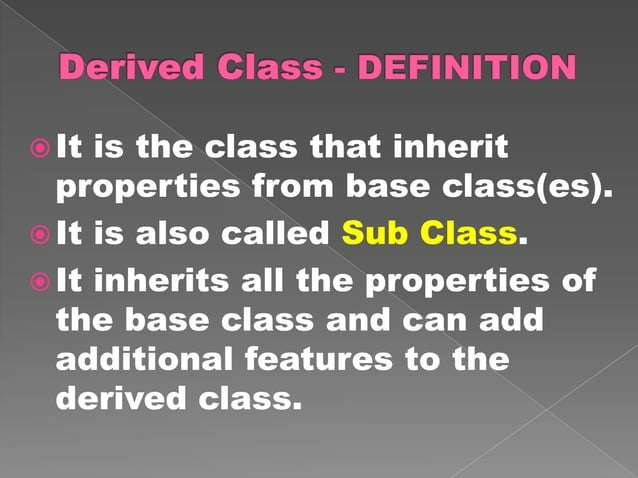 Derived Class - DEFINITION
It is the class that inherit
properties from base class(es).
It is also called Sub Class.
It inherits all the properties of
the base class and can add
additional features to the
derived class.